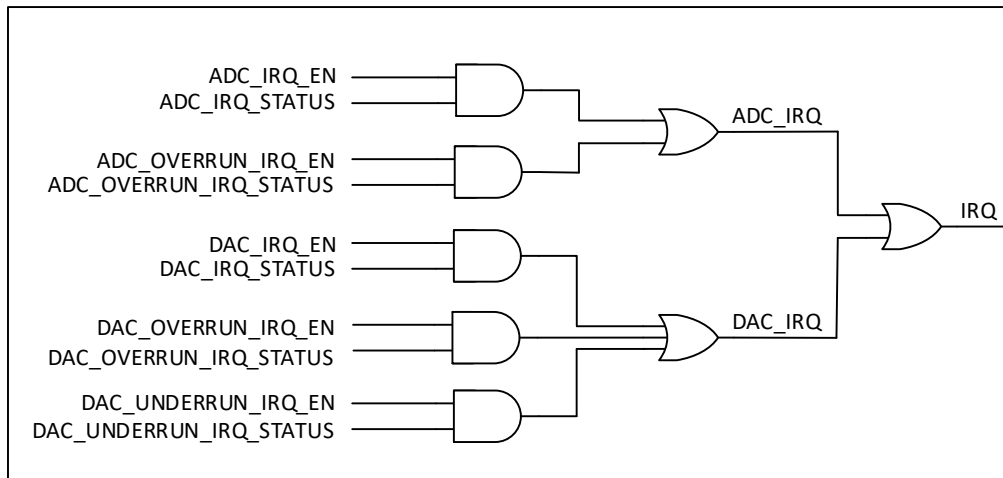 ADC_IRQ_EN
ADC_IRQ_STATUS
ADC_OVERRUN_IRQ_EN
ADC_OVERRUN_IRQ_STATUS
DAC_IRQ_EN
DAC_IRQ_STATUS
DAC_OVERRUN_IRQ_EN
DAC_OVERRUN_IRQ_STATUS
DAC_UNDERRUN_IRQ_EN
DAC_UNDERRUN_IRQ_STATUS
ADC_IRQ
DAC_IRQ
IRQ